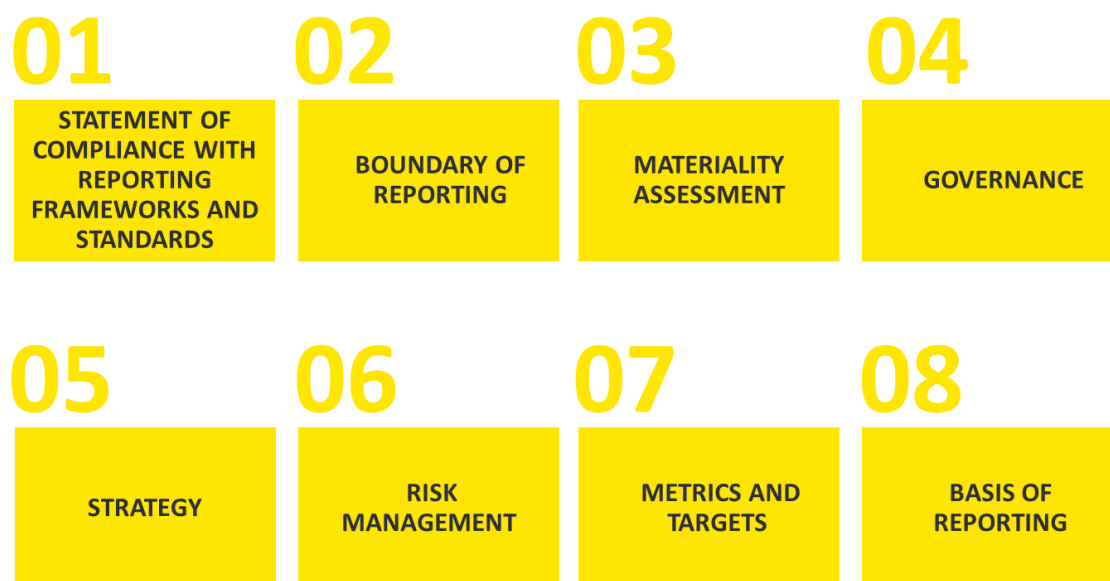 01
STATEMENT OF
COMPLIANCE WITH
REPORTING
FRAMEWORKS AND
STANDARDS
02
BOUNDARY OF
REPORTING
03
MATERIALITY
ASSESSMENT
04
GOVERNANCE
05
STRATEGY
06
RISK
MANAGEMENT
07
METRICS AND
TARGETS
08
BASIS OF
REPORTING